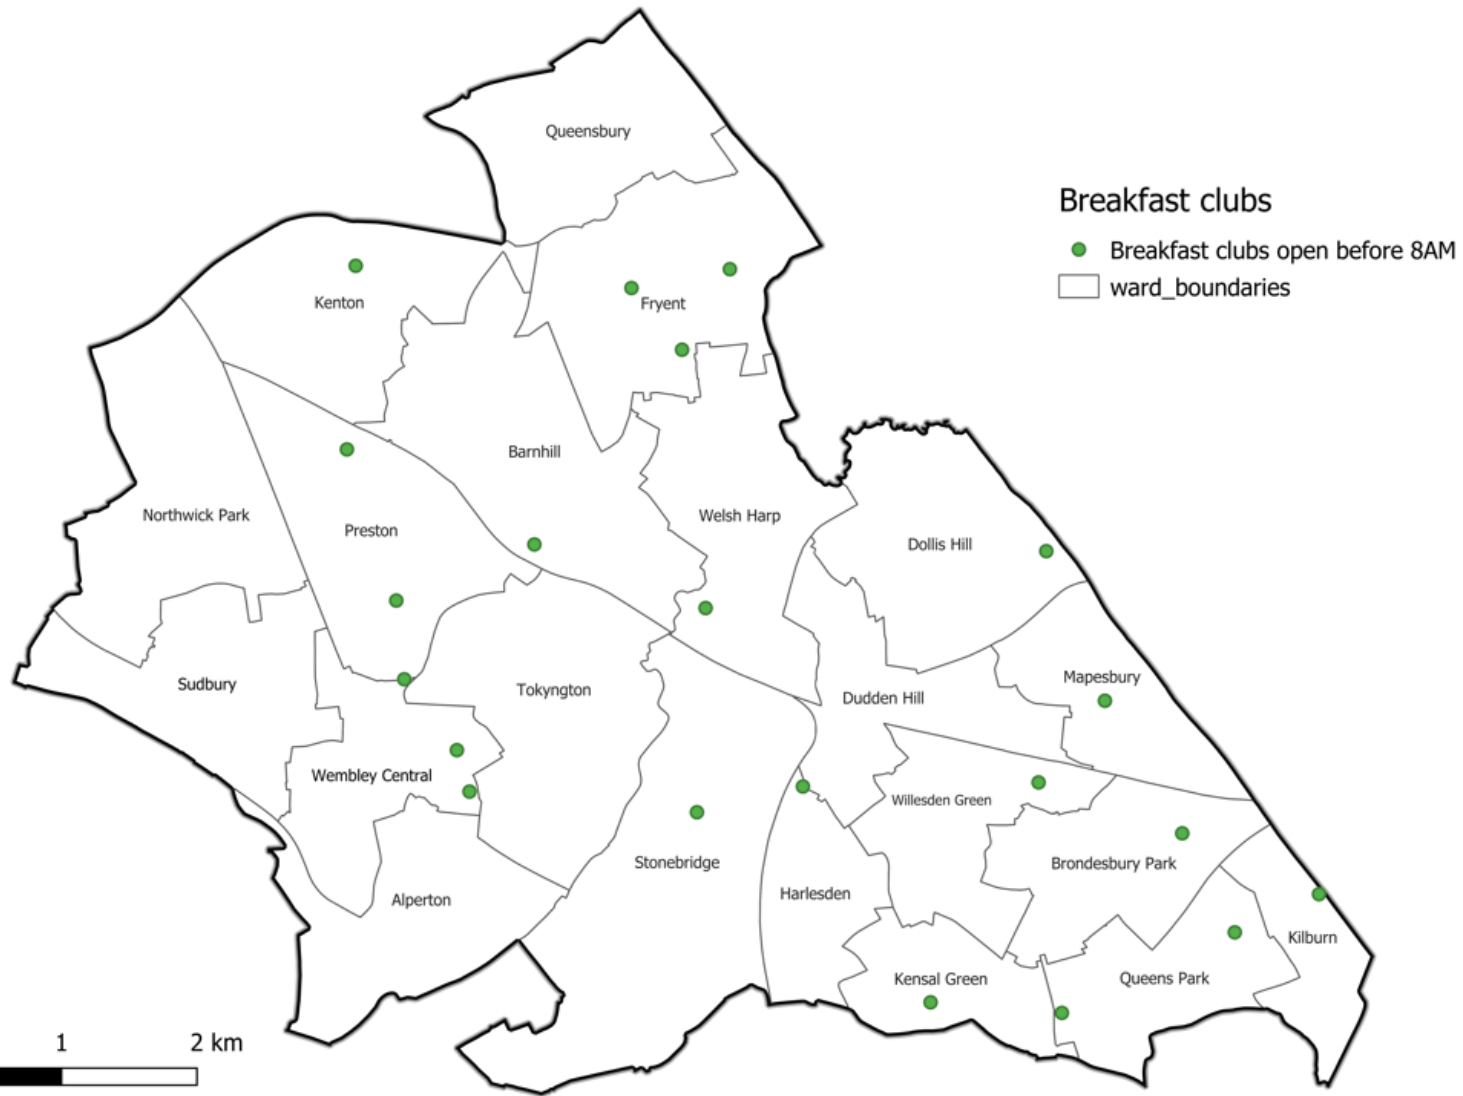 Queensbury
Breakfast clubs
Breakfast clubs open before 8AM
ward_boundaries
Kenton
Fryent
Barnhill
Northwick Park
Preston
Welsh Harp
Dollis Hill
Sudbury
Tokyngton
Dudden Hill
Mapesbury
Wembley Central
Willesden Green
Stonebridge
Brondesbury Park
Alperton
Harlesden
Kilburn
Kensal Green
Queens Park
1 2 km